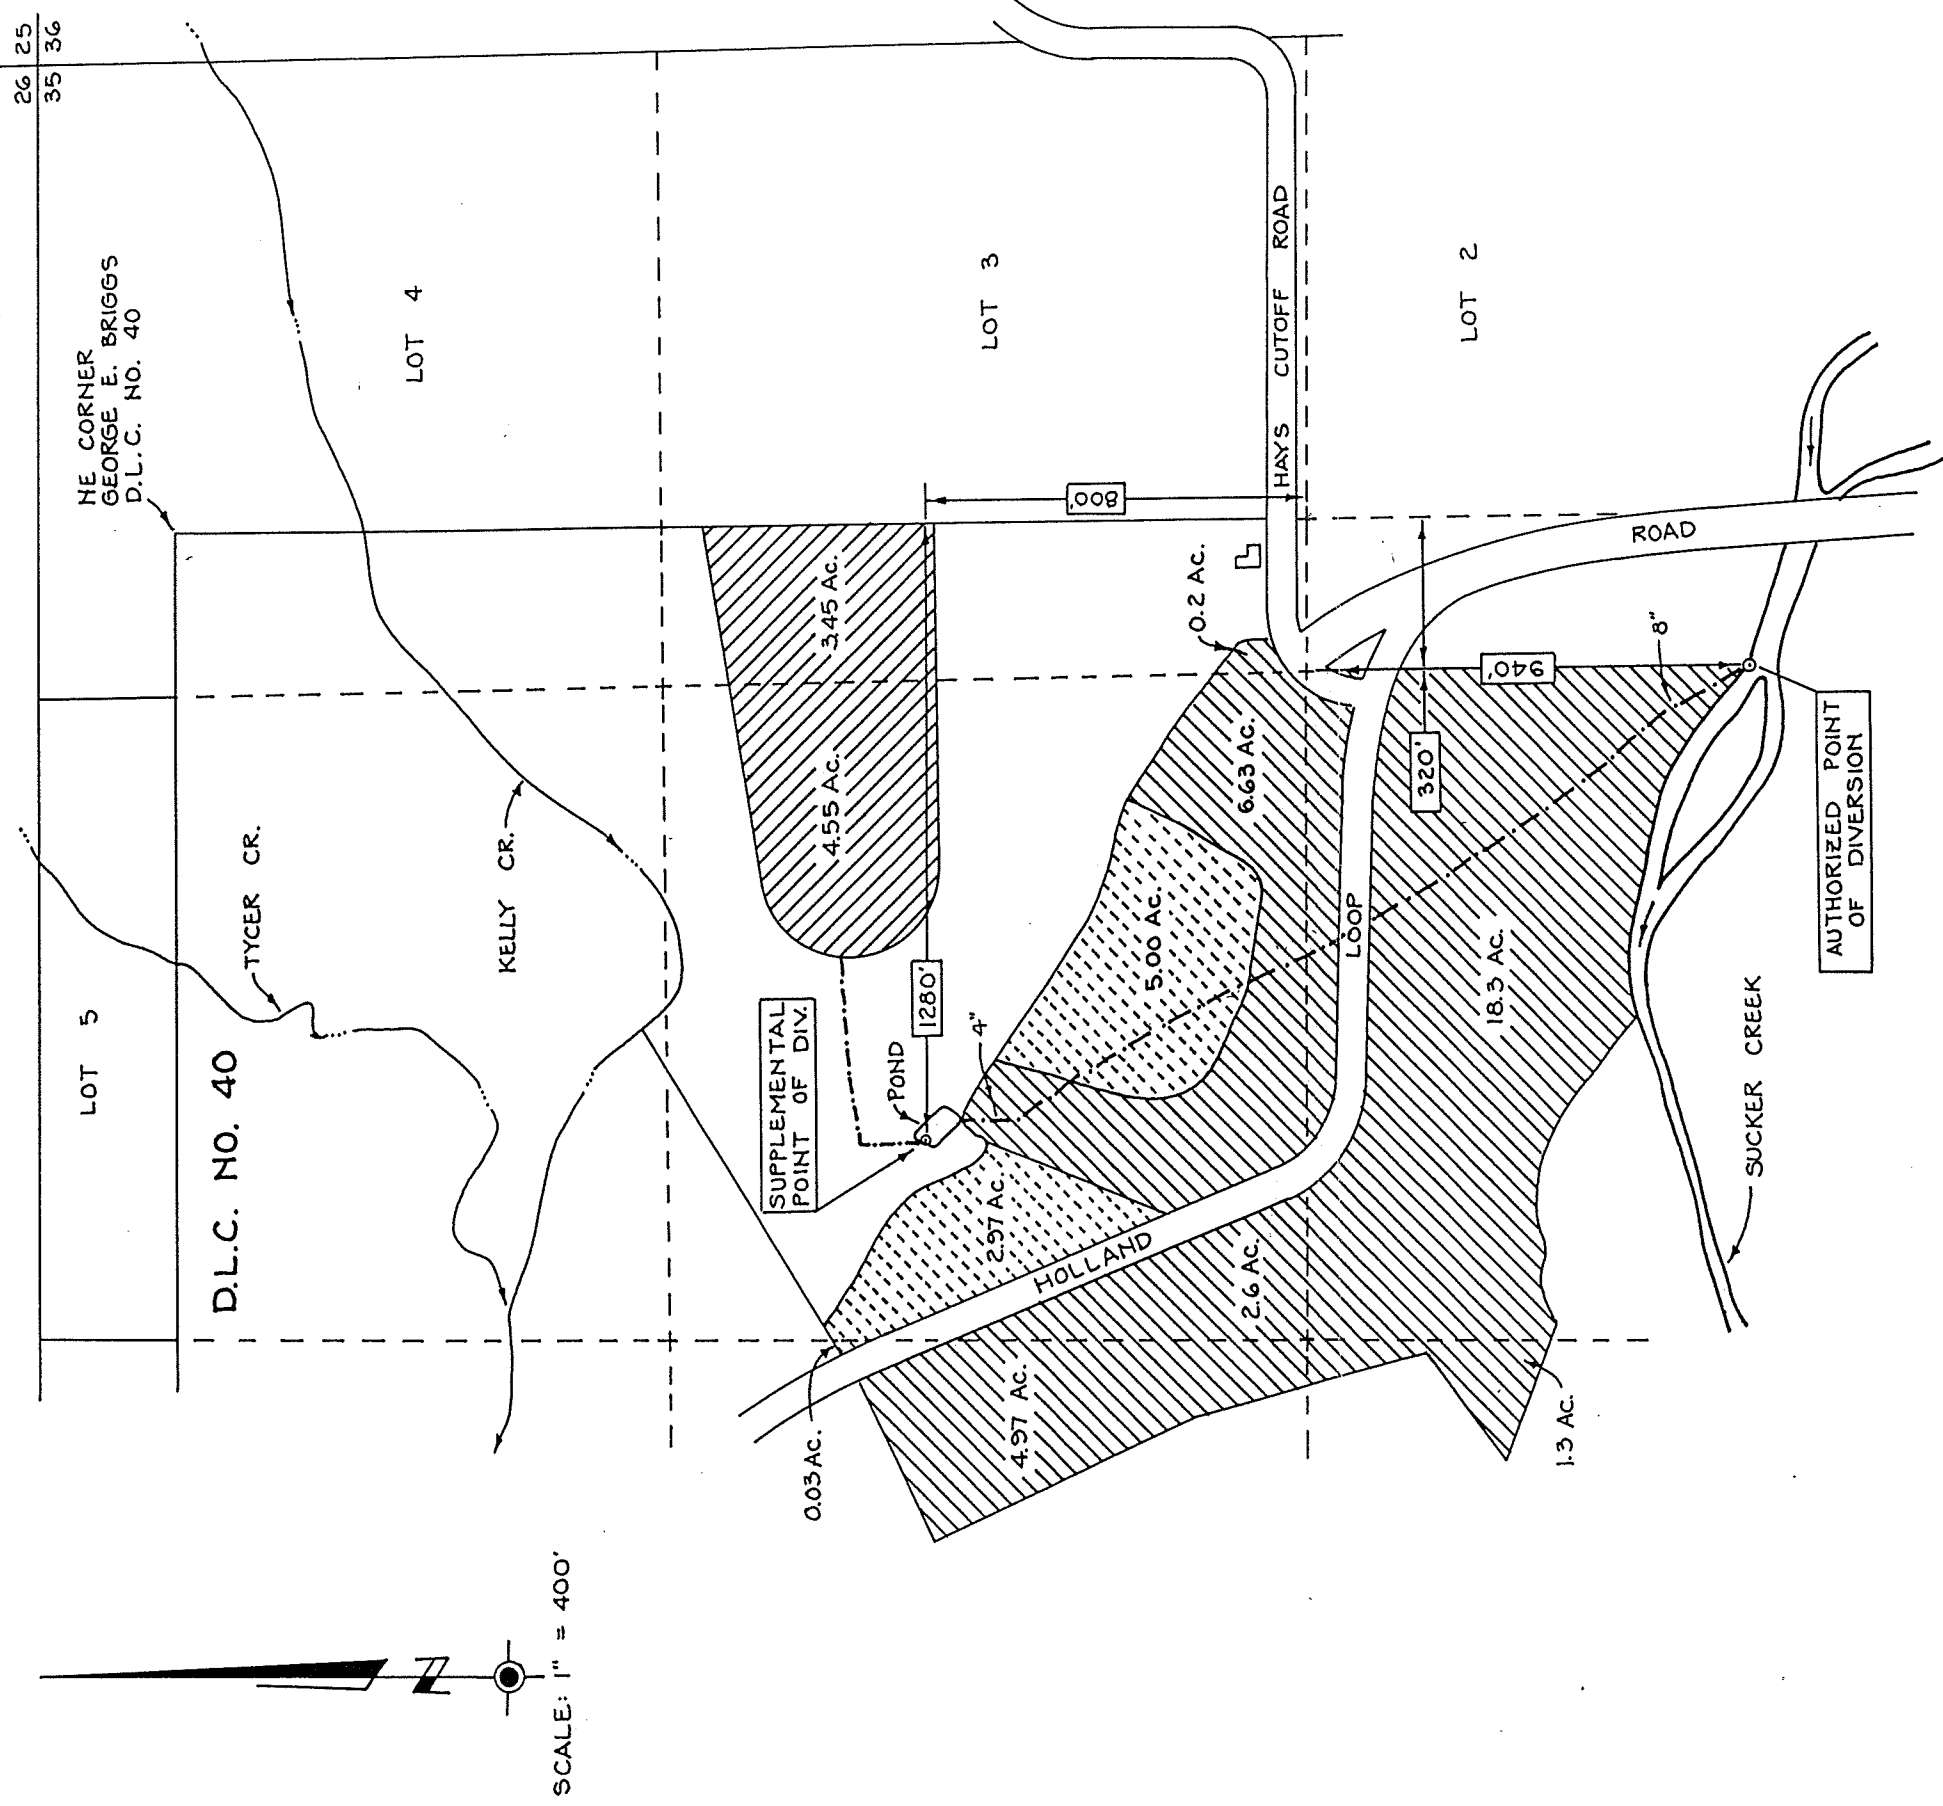 26 25
35 36
NE CORNER
GEORGE E. BRIGGS
D.L.C. NO. 40
LOT 5
D.L.C. NO. 40
TYCER CR.
KELLY CR.
LOT 4
LOT 3
LOT 2
HAYS CUTOFF ROAD
800'
3.45 Ac.
4.55 Ac.
1280'
SUPPLEMENTAL
POINT OF DIV.
POND
4"
0.2 AC.
6.63 Ac.
5.00 Ac.
2.97 Ac.
HOLLAND
LOOP
ROAD
940'
320'
8"
18.3 Ac.
2.6 Ac.
4.97 Ac.
0.03 AC.
1.3 AC.
AUTHORIZED POINT
OF DIVERSION
SUCKER CREEK
N
SCALE: 1" = 400'